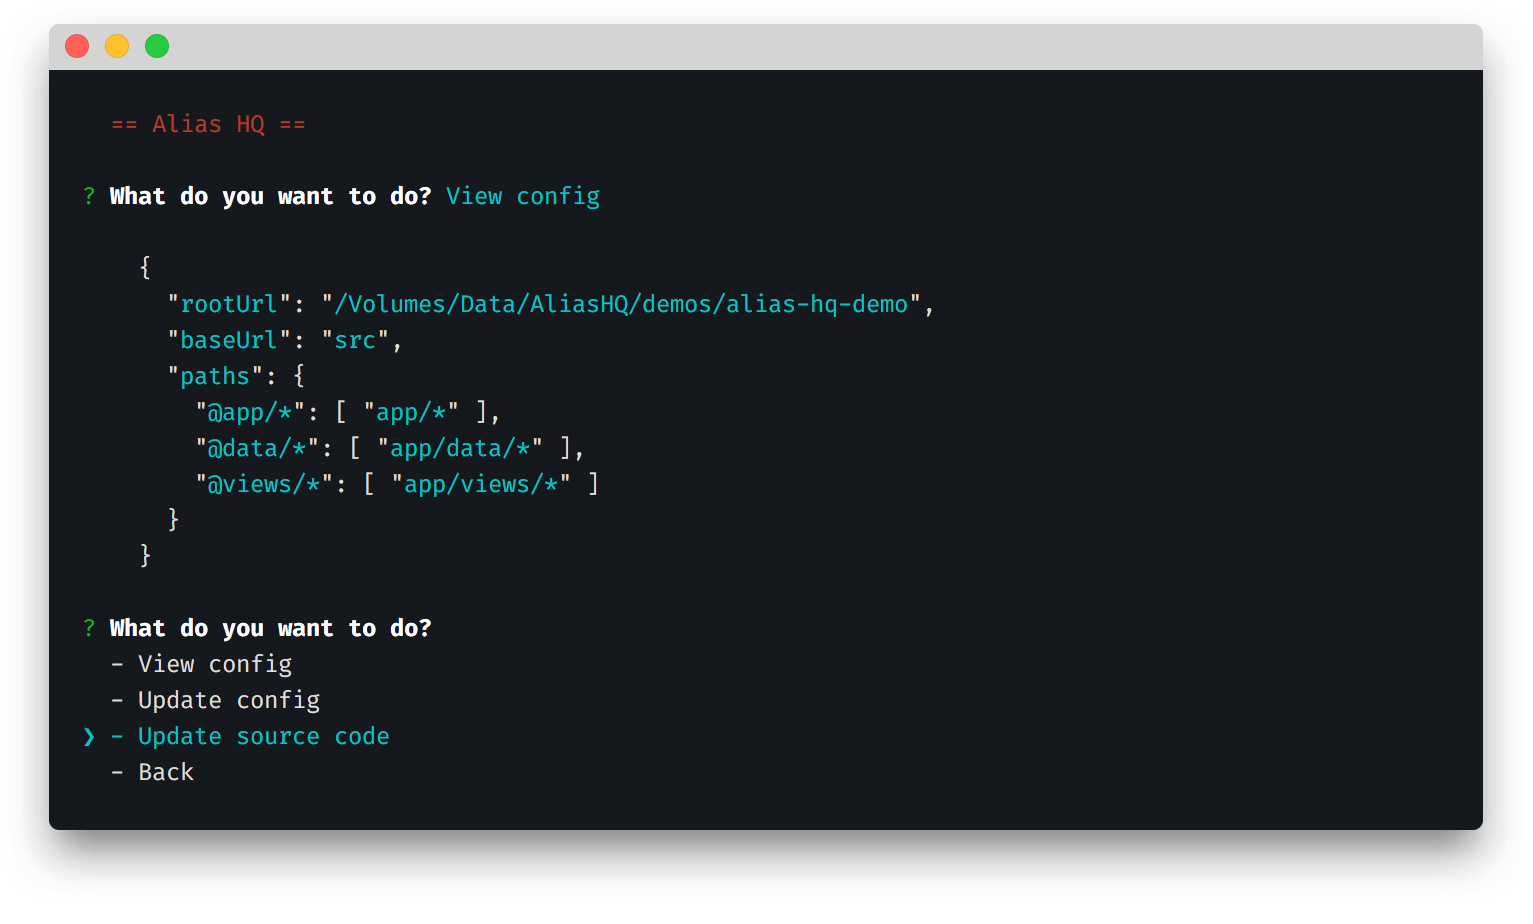 == Alias HQ ==
? What do you want to do? View config
{
"rootUrl": "/Volumes/Data/AliasHQ/demos/alias-hq-demo",
"baseUrl": "src",
"paths": {
"@app/*": [ "app/*" ],
"@data/*": [ "app/data/*" ],
"@views/*": [ "app/views/*" ]
}
}
? What do you want to do?
- View config
- Update config
❯ - Update source code
- Back